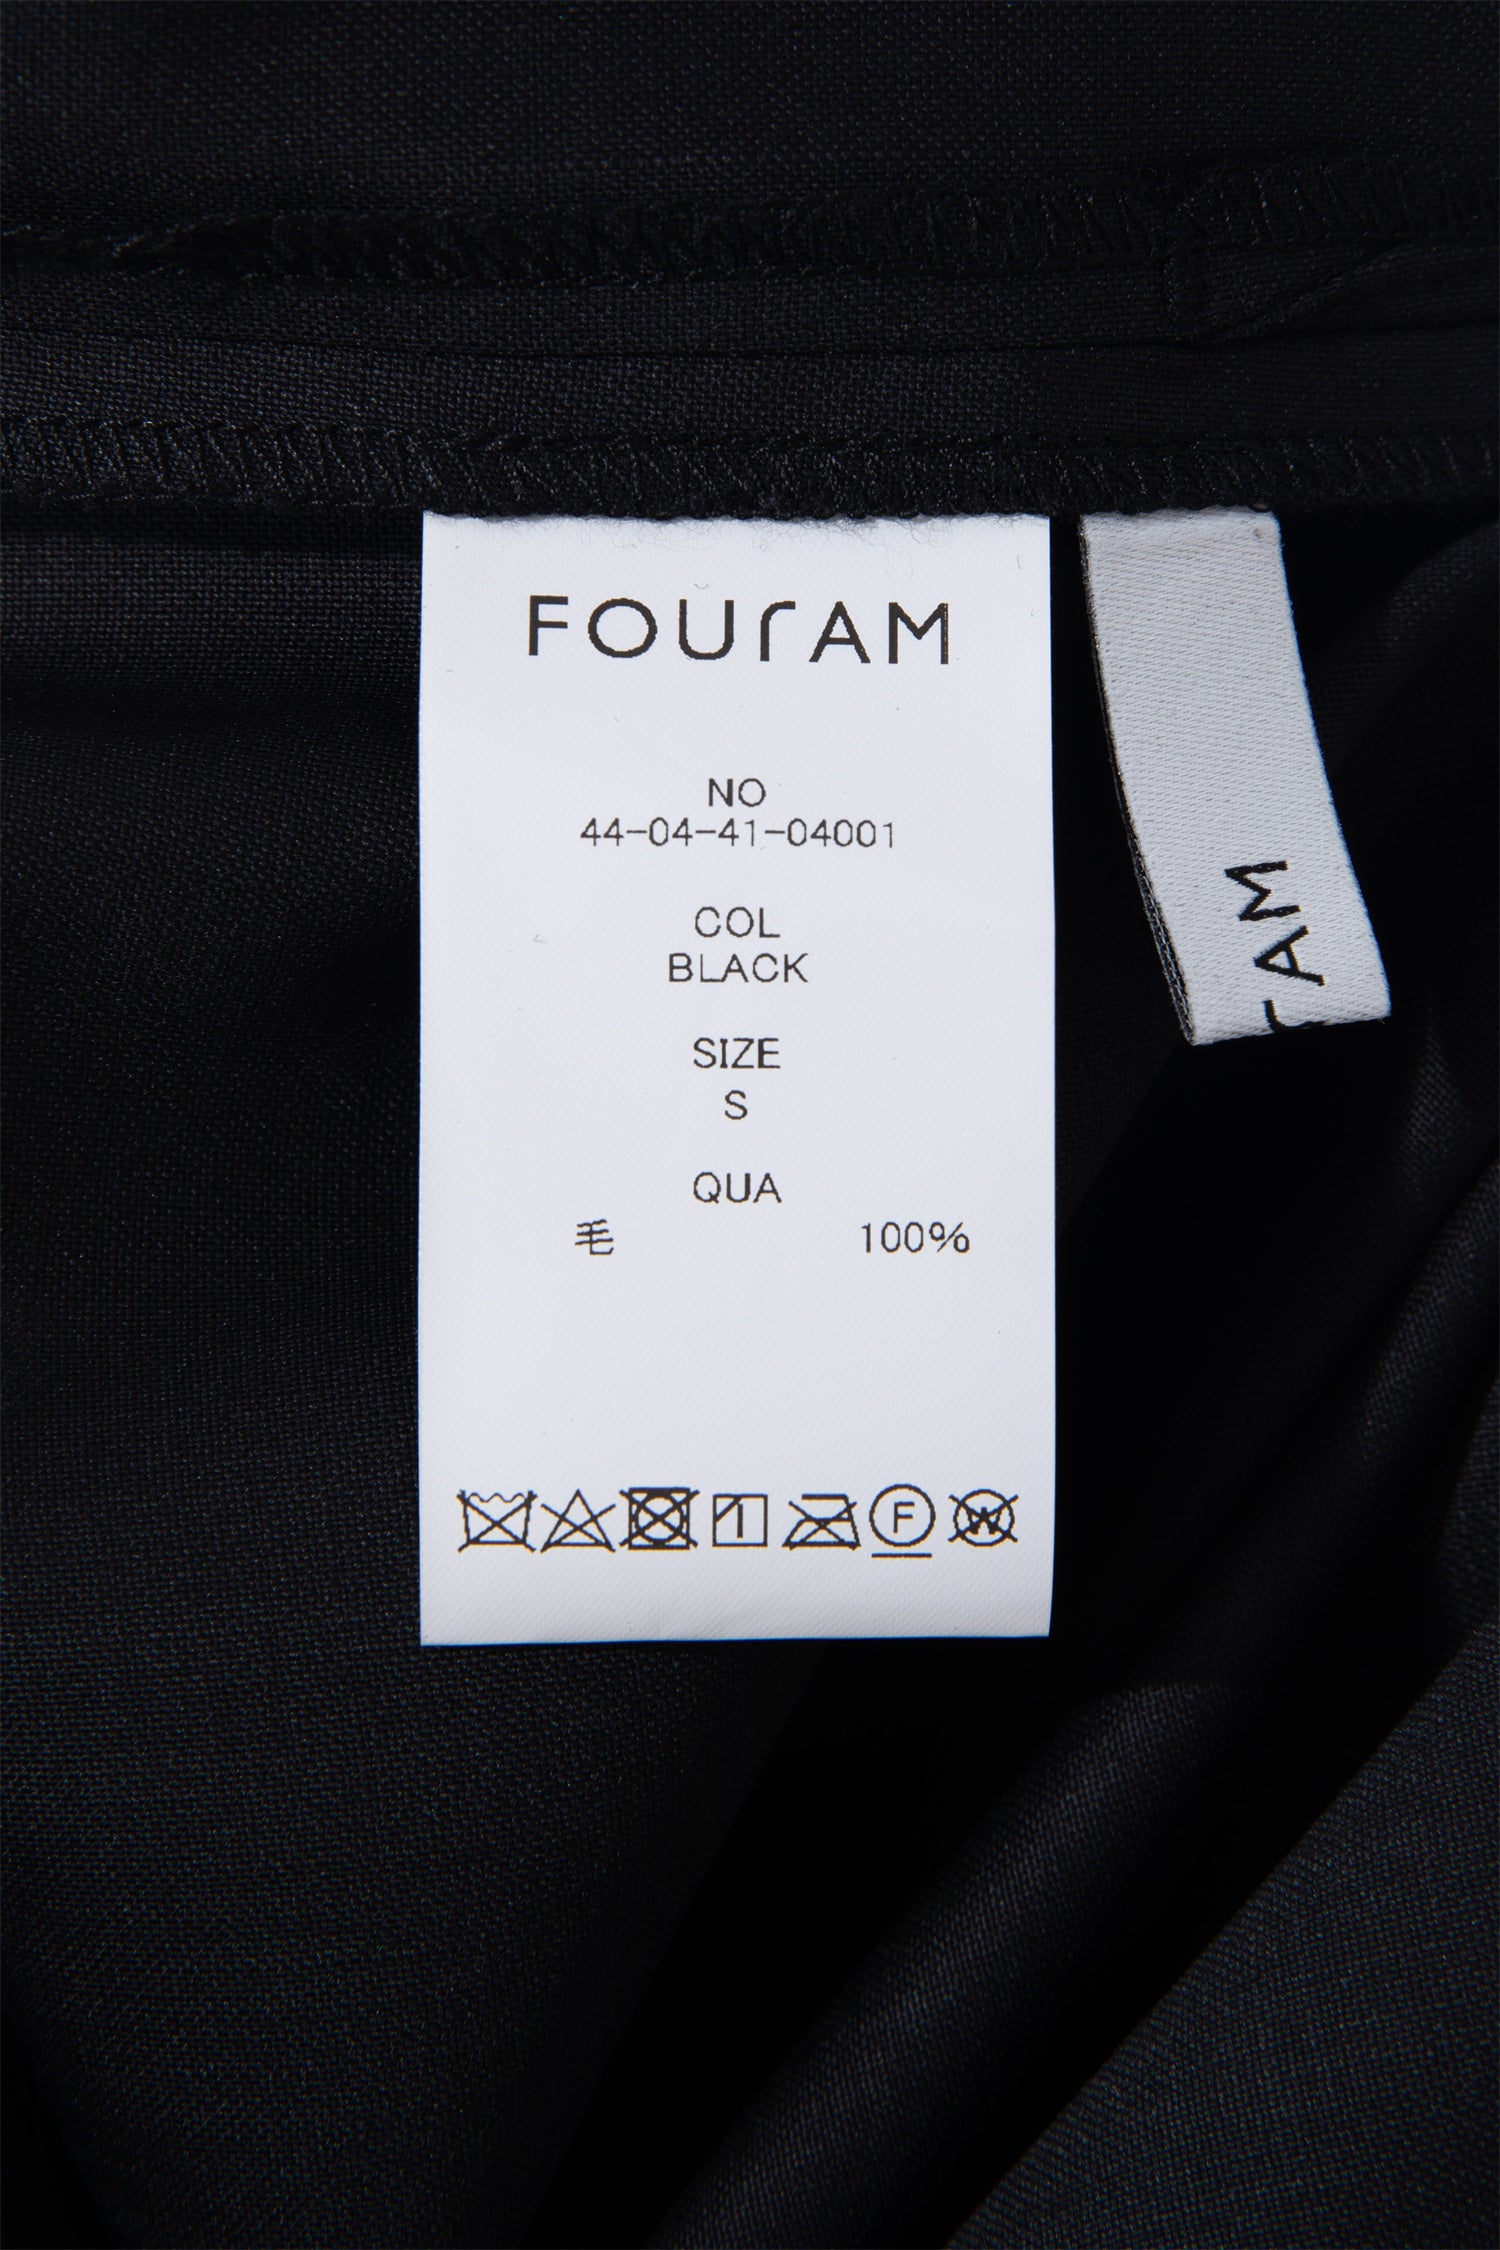 FOUrAM
NO
44-04-41-04001
COL
BLACK
SIZE
S
QUA
毛 100%
F
W
rAM